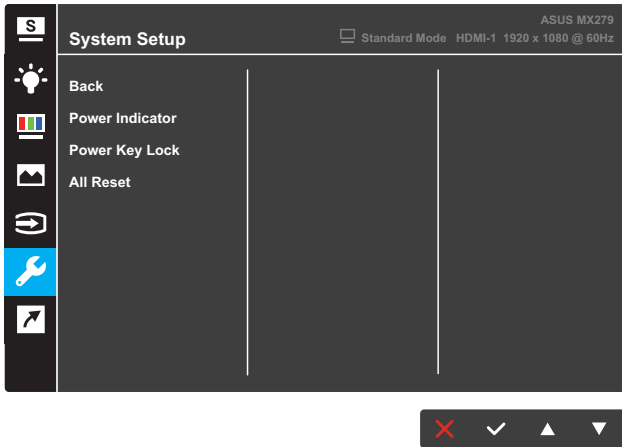 S
ASUS MX279
System Setup
Standard Mode HDMI-1 1920 x 1080 @ 60Hz
Back
Power Indicator
Power Key Lock
All Reset